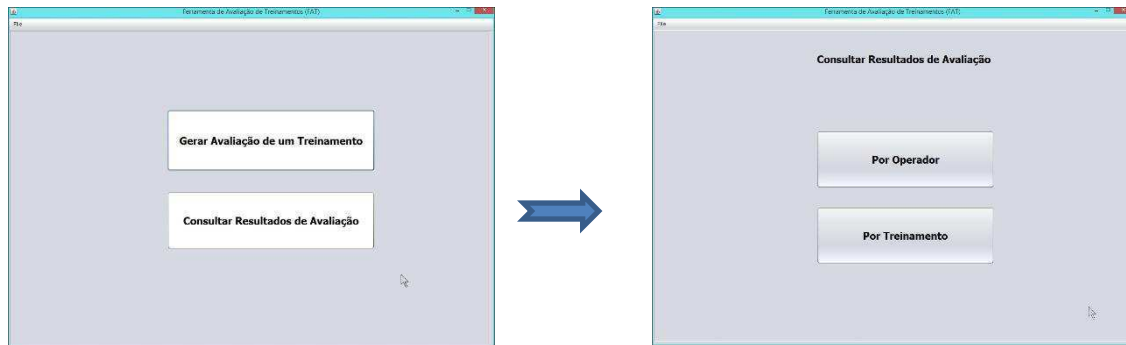 Ferramenta de Avaliação de Treinamentos (FAT)
File
Gerar Avaliação de um Treinamento
Consultar Resultados de Avaliação
Ferramenta de Avaliação de Treinamentos (FAT)
File
Consultar Resultados de Avaliação
Por Operador
Por Treinamento